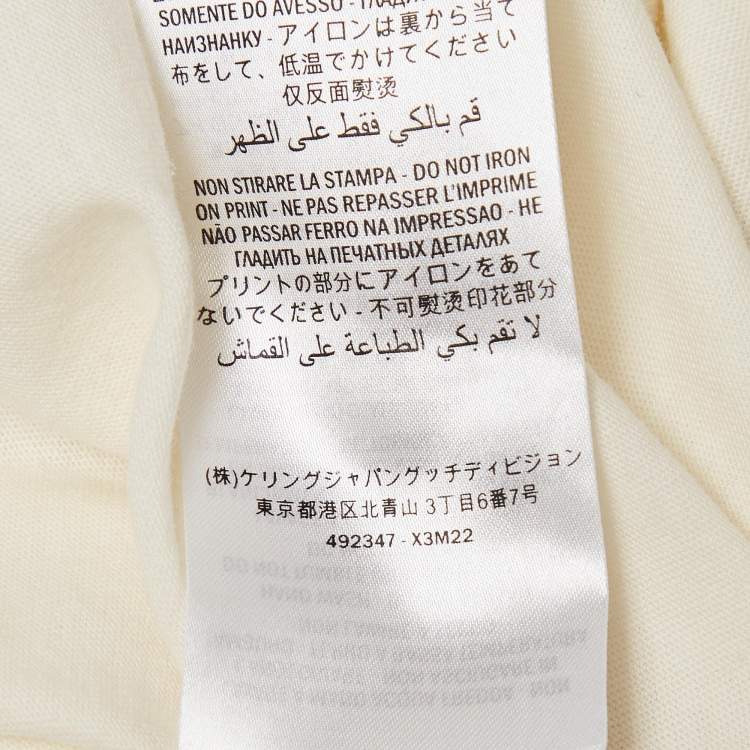 SOMENTE DO AVESSO - ГЛАДИТЬ
НАИЗНАНКУ - アイロンは裏から当て
布をして、低温でかけてください
仅反面熨烫
قم بالكي فقط على الظهر
NON STIRARE LA STAMPA - DO NOT IRON
ON PRINT - NE PAS REPASSER L'IMPRIME
NÃO PASSAR FERRO NA IMPRESSAO - НЕ
ГЛАДИТЬ НА ПЕЧАТНЫХ ДЕТАЛЯХ
プリントの部分にアイロンをあて
ないでください - 不可熨烫印花部分
لا تقم بكي الطباعة على القماش
(株)ケリングジャパングッチディビジョン
東京都港区北青山 3丁目6番7号
492347 - X3M22